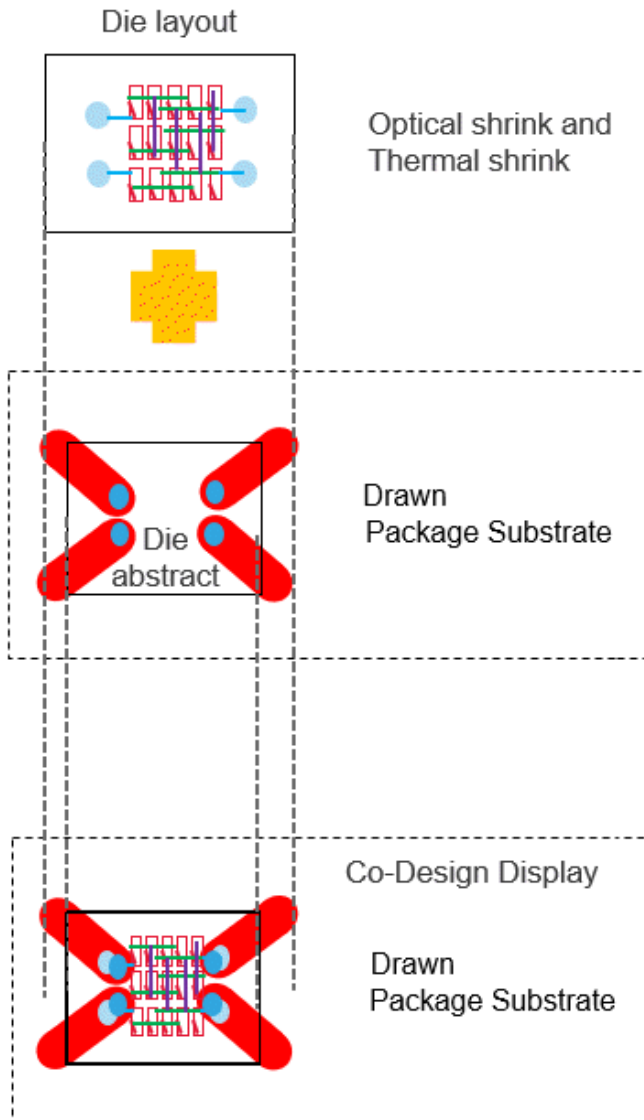 Die layout
Optical shrink and
Thermal shrink
Drawn
Package Substrate
Die
abstract
Co-Design Display
Drawn
Package Substrate